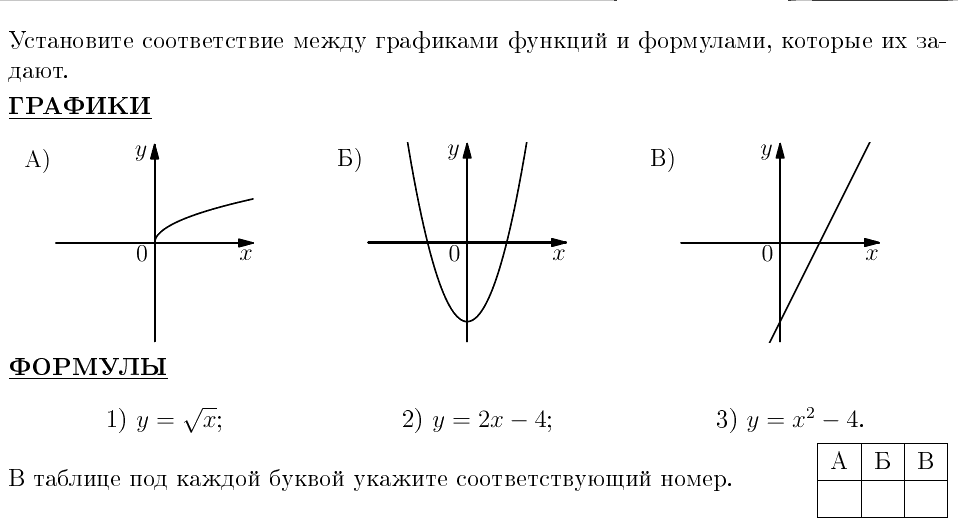 Установите соответствие между графиками функций и формулами, которые их за-
дают.
ГРАФИКИ
А) y 0 x Б) y 0 x В) y 0 x
ФОРМУЛЫ
1) y = √x; 2) y = 2x − 4; 3) y = x² − 4.
А Б В
В таблице под каждой буквой укажите соответствующий номер.